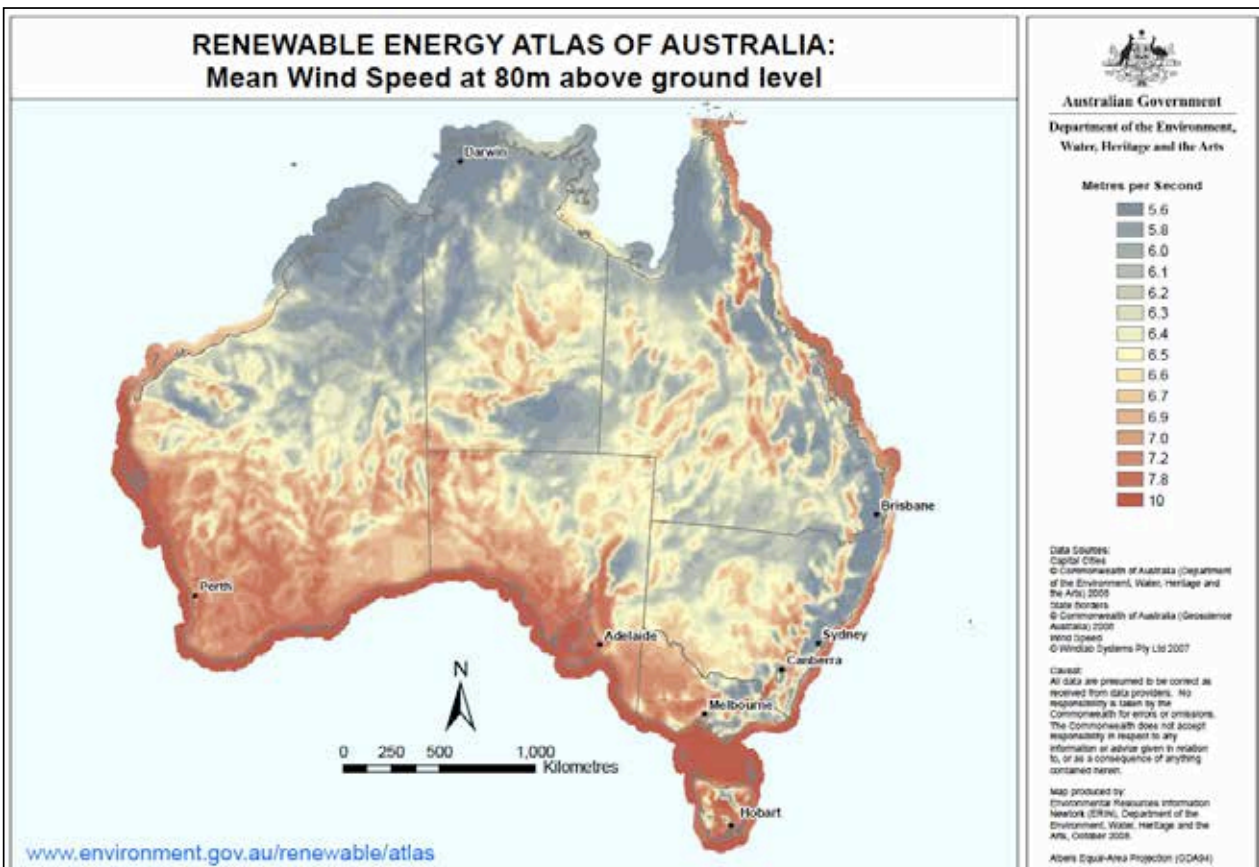 RENEWABLE ENERGY ATLAS OF AUSTRALIA:
Mean Wind Speed at 80m above ground level
Darwin
Brisbane
Perth
Adelaide
Sydney
Canberra
Melbourne
Hobart
N
0 250 500 1,000
Kilometres
www.environment.gov.au/renewable/atlas
Australian Government
Department of the Environment,
Water, Heritage and the Arts
Metres per Second
5.6
5.8
6.0
6.1
6.2
6.3
6.4
6.5
6.6
6.7
6.9
7.0
7.2
7.8
10
Data Sources:
Capital Cities
© Commonwealth of Australia (Department
of the Environment, Water, Heritage and
the Arts) 2008
State Borders
© Commonwealth of Australia (Geoscience
Australia) 2008
Wind Speed
© Windlab Systems Pty Ltd 2007
Caveat:
All data are presumed to be correct as
received from data providers. No
responsibility is taken by the
Commonwealth for errors or omissions.
The Commonwealth does not accept
responsibility in respect to any
information or advice given in relation
to, or as a consequence of anything
contained herein.
Map produced by:
Environmental Resources Information
Network (ERIN), Department of the
Environment, Water, Heritage and the
Arts, October 2008.
Albers Equal-Area Projection (GDA94)